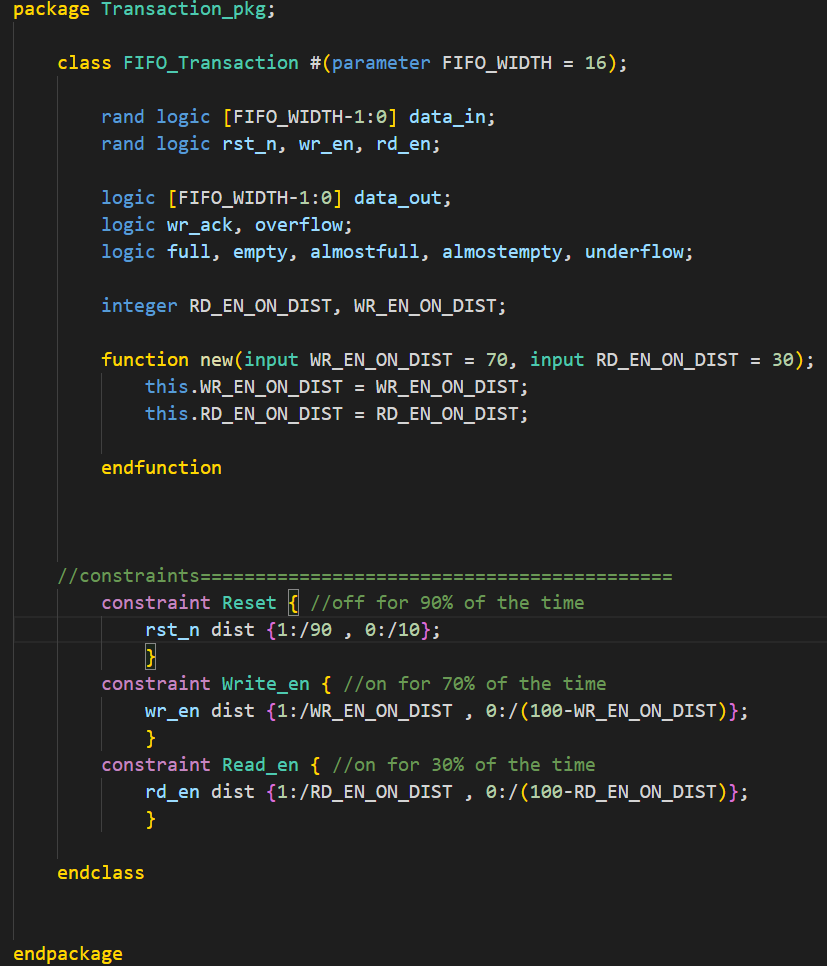 package Transaction_pkg;
class FIFO_Transaction #(parameter FIFO_WIDTH = 16);
rand logic [FIFO_WIDTH-1:0] data_in;
rand logic rst_n, wr_en, rd_en;
logic [FIFO_WIDTH-1:0] data_out;
logic wr_ack, overflow;
logic full, empty, almostfull, almostempty, underflow;
integer RD_EN_ON_DIST, WR_EN_ON_DIST;
function new(input WR_EN_ON_DIST = 70, input RD_EN_ON_DIST = 30);
this.WR_EN_ON_DIST = WR_EN_ON_DIST;
this.RD_EN_ON_DIST = RD_EN_ON_DIST;
endfunction
//constraints===========================================
constraint Reset { //off for 90% of the time
rst_n dist {1:/90 , 0:/10};
}
constraint Write_en { //on for 70% of the time
wr_en dist {1:/WR_EN_ON_DIST , 0:/(100-WR_EN_ON_DIST)};
}
constraint Read_en { //on for 30% of the time
rd_en dist {1:/RD_EN_ON_DIST , 0:/(100-RD_EN_ON_DIST)};
}
endclass
endpackage